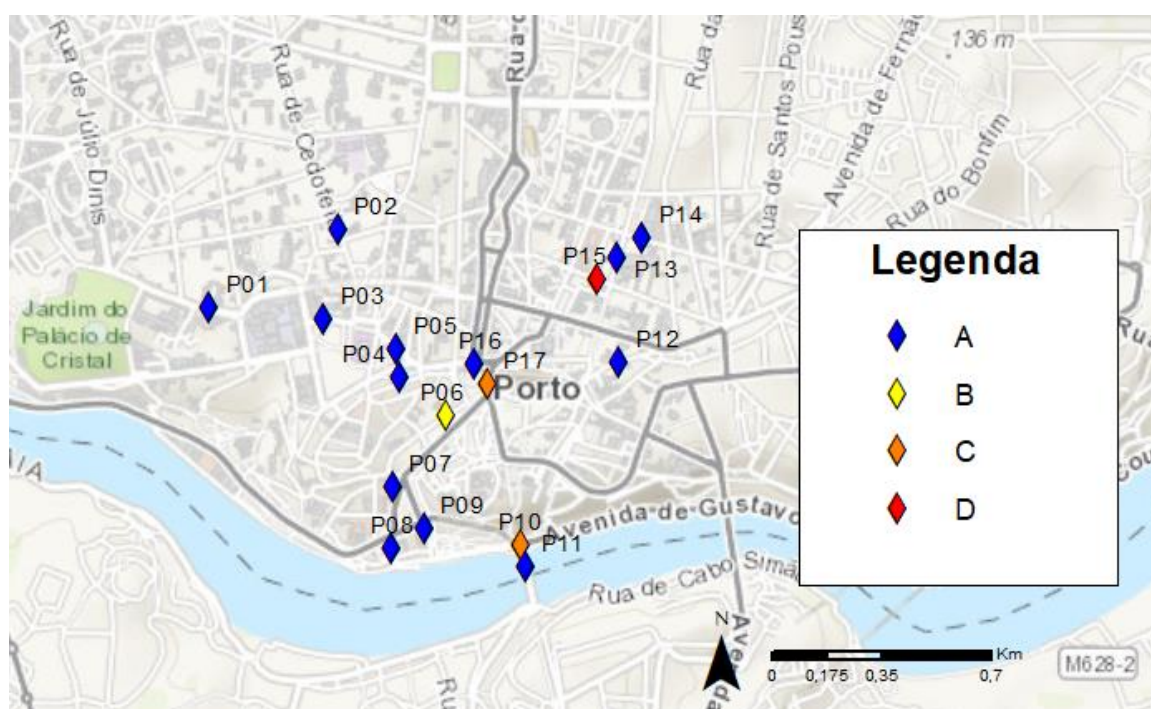 Rua de Júlio Dinis
Rua de Cedofei
Rua
Rua da
Rua de Santos Pous
136 m
Avenida de Fernão
Rua do Bonfim
P02
P14
P15
P13
P01
Jardim do
Palácio de
Cristal
P03
P05
P04
P16
P17
P12
Porto
P06
P07
P09
P08
P10
P11
Avenida de Gustavo
Rua de Cabo Simã
Legenda
A
B
C
D
N
Km
0 0,175 0,35 0,7
M628-2